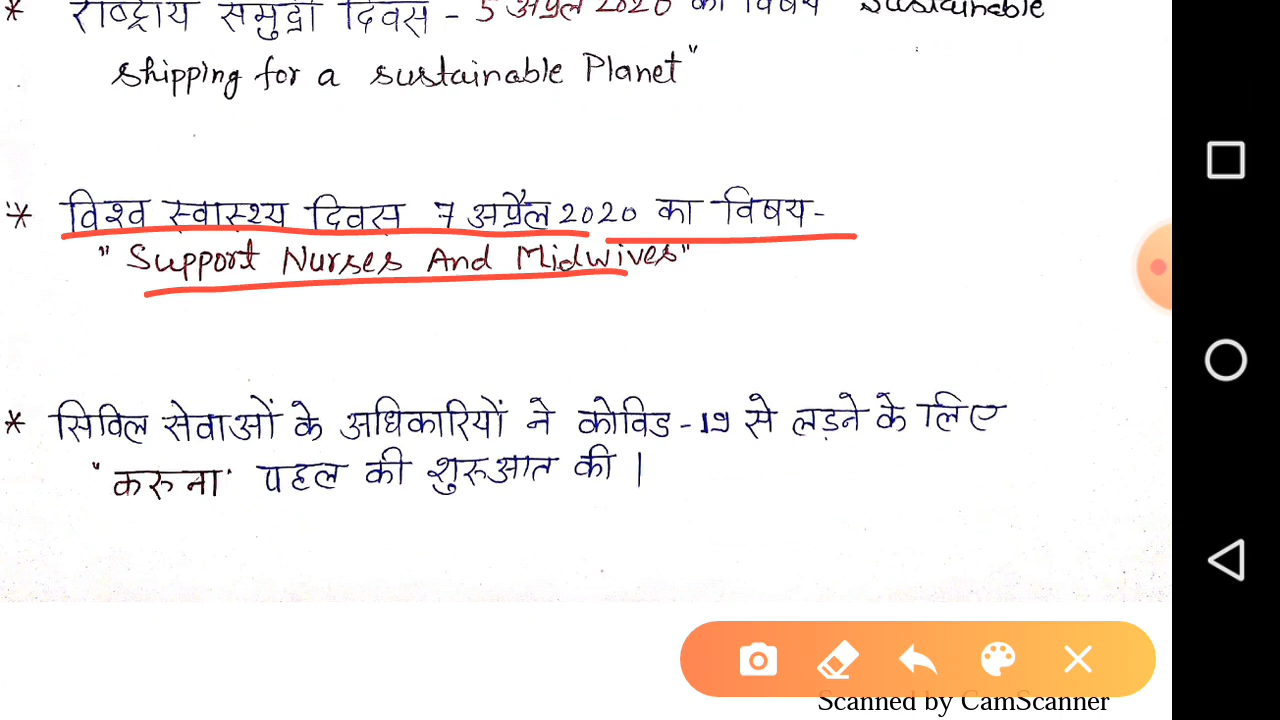 * राष्ट्रीय समुद्री दिवस - 5 अप्रैल 2020 का विषय "Sustainable
shipping for a sustainable Planet"
* विश्व स्वास्थ्य दिवस 7 अप्रैल 2020 का विषय-
"Support Nurses And Midwives"
* सिविल सेवाओं के अधिकारियों ने कोविड -19 से लड़ने के लिए
"करुना" पहल की शुरूआत की |
Scanned by CamScanner